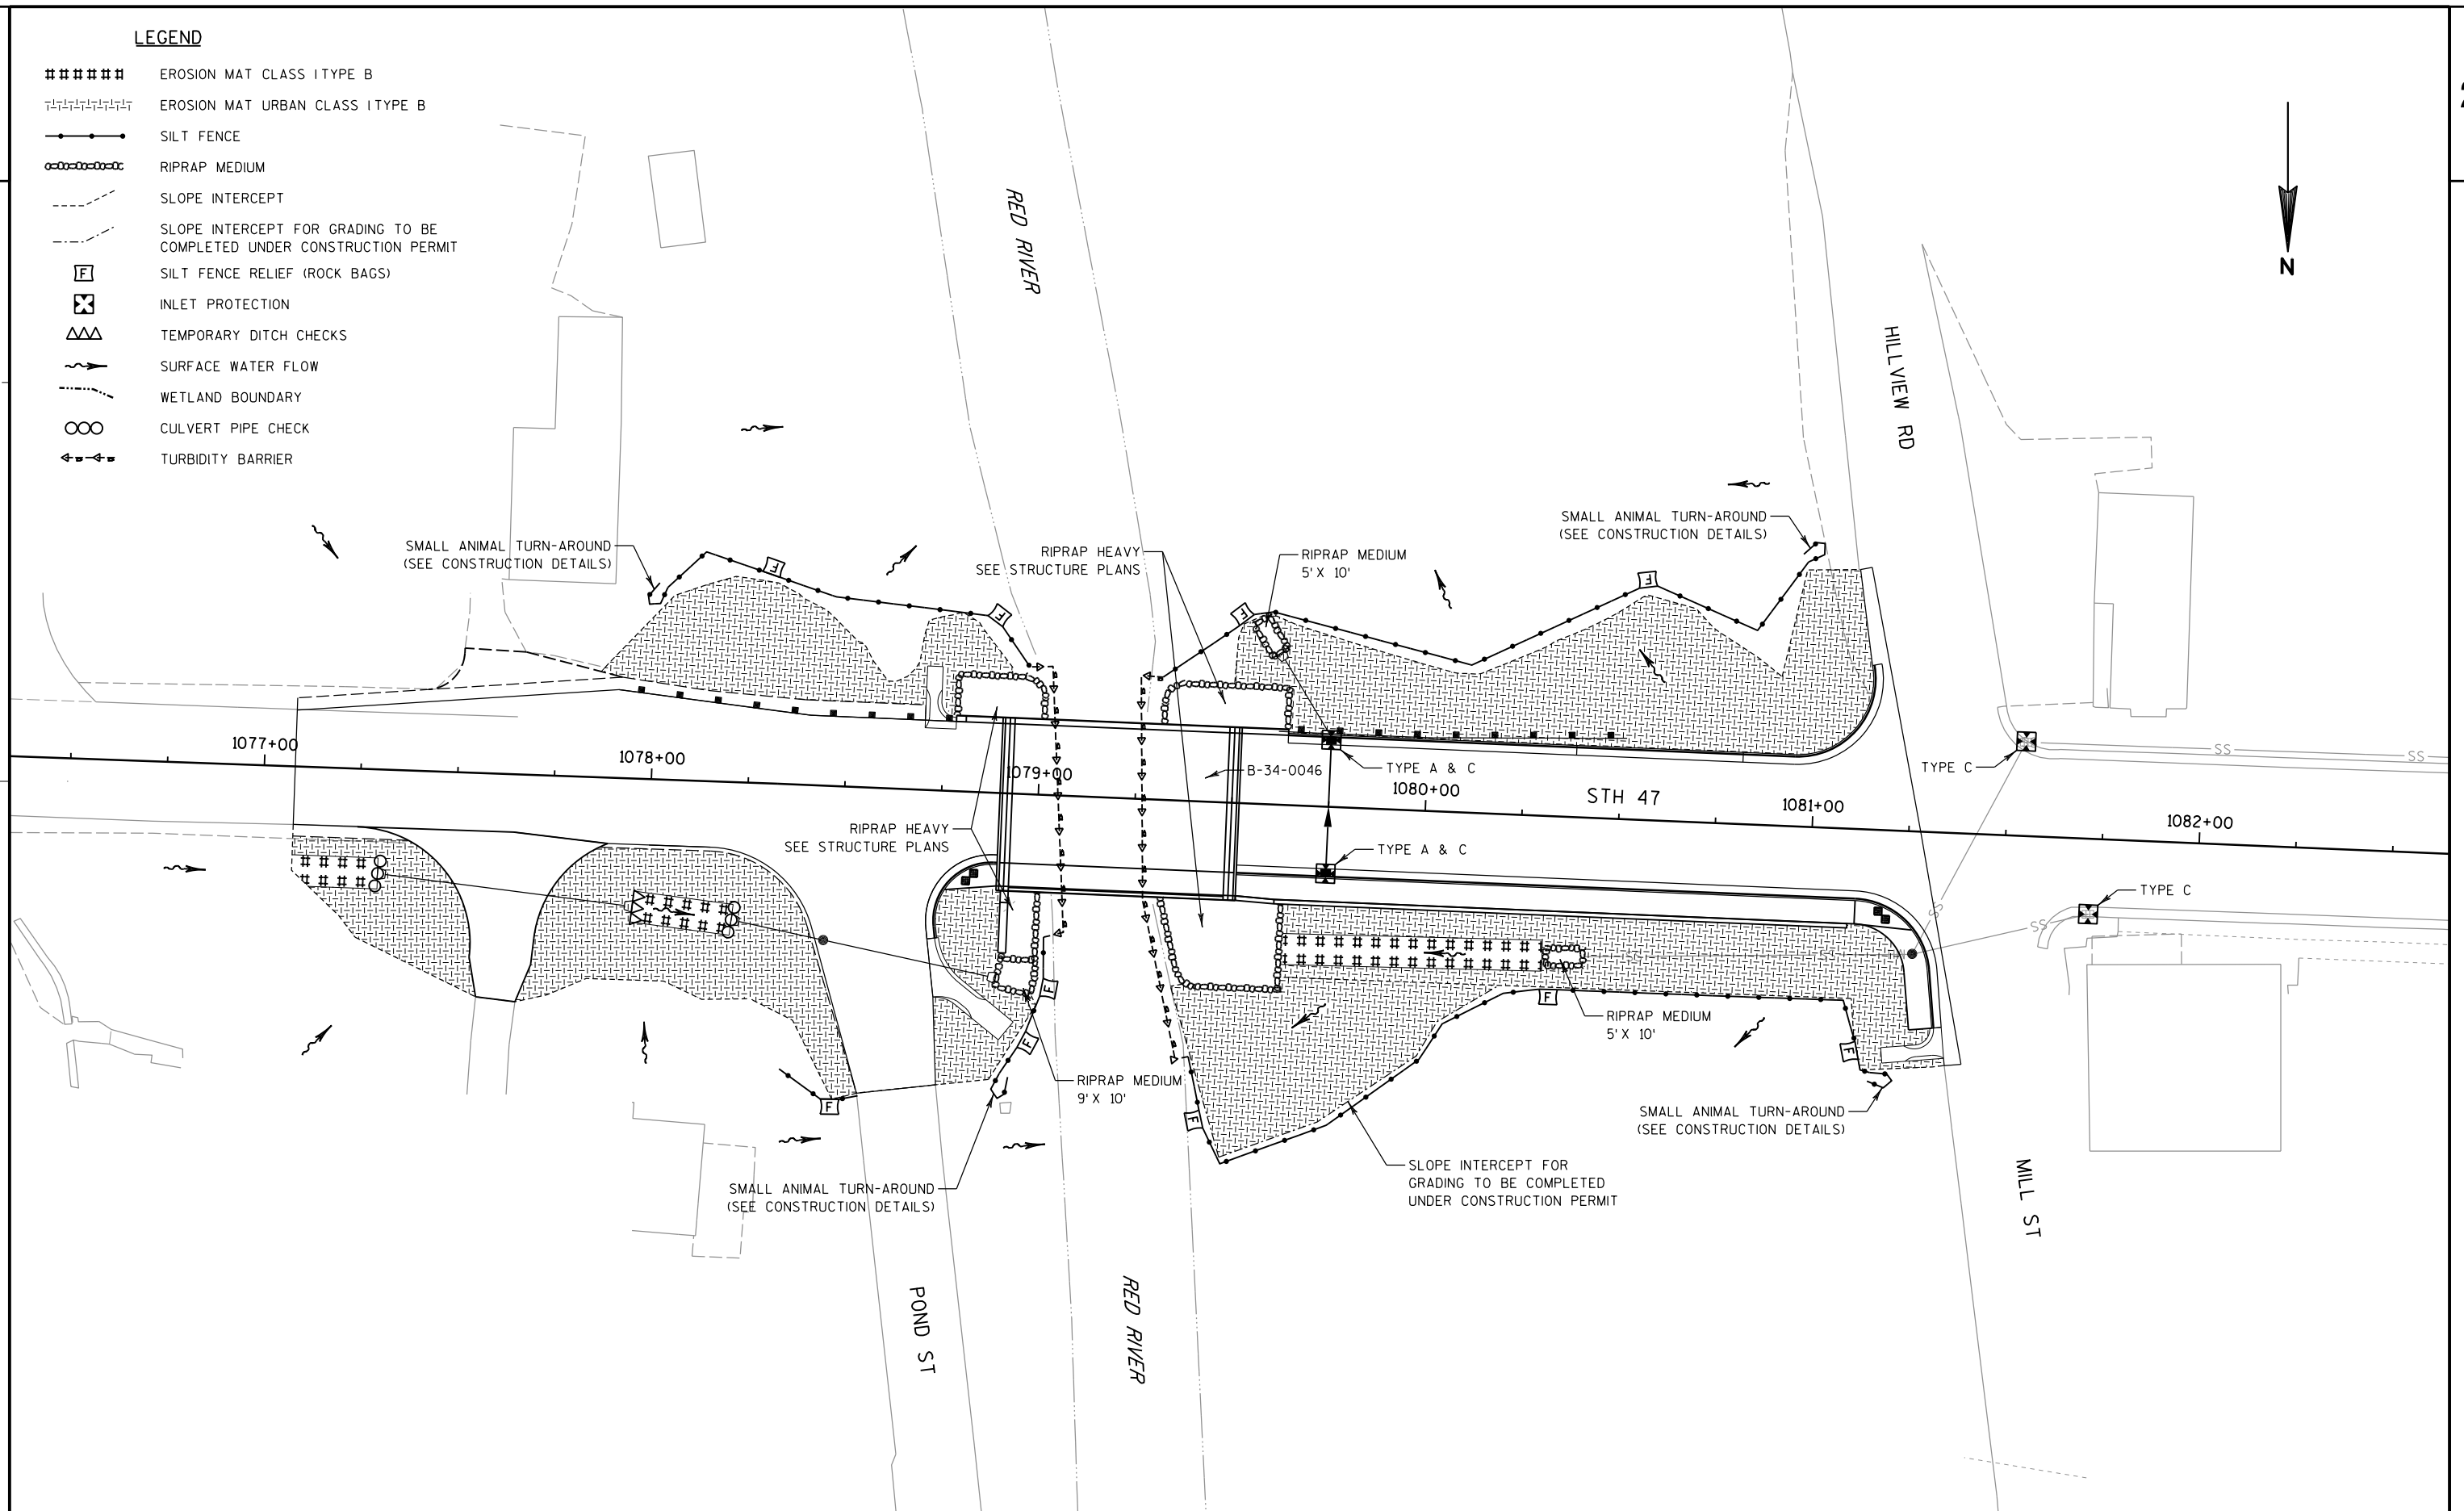 LEGEND
EROSION MAT CLASS I TYPE B
EROSION MAT URBAN CLASS I TYPE B
SILT FENCE
RIPRAP MEDIUM
SLOPE INTERCEPT
SLOPE INTERCEPT FOR GRADING TO BE
COMPLETED UNDER CONSTRUCTION PERMIT
F
SILT FENCE RELIEF (ROCK BAGS)
INLET PROTECTION
TEMPORARY DITCH CHECKS
SURFACE WATER FLOW
WETLAND BOUNDARY
CULVERT PIPE CHECK
TURBIDITY BARRIER
N
RED RIVER
HILLVIEW RD
SMALL ANIMAL TURN-AROUND
(SEE CONSTRUCTION DETAILS)
SMALL ANIMAL TURN-AROUND
(SEE CONSTRUCTION DETAILS)
RIPRAP HEAVY
SEE STRUCTURE PLANS
RIPRAP MEDIUM
5' X 10'
F
F
F
F
1077+00
1078+00
1079+00
1080+00
1081+00
1082+00
B-34-0046
TYPE A & C
STH 47
TYPE C
SS
SS
RIPRAP HEAVY
SEE STRUCTURE PLANS
TYPE A & C
TYPE C
SS
SS
F
F
F
F
F
F
RIPRAP MEDIUM
5' X 10'
RIPRAP MEDIUM
9' X 10'
SMALL ANIMAL TURN-AROUND
(SEE CONSTRUCTION DETAILS)
SLOPE INTERCEPT FOR
GRADING TO BE COMPLETED
UNDER CONSTRUCTION PERMIT
SMALL ANIMAL TURN-AROUND
(SEE CONSTRUCTION DETAILS)
MILL ST
POND ST
RED RIVER